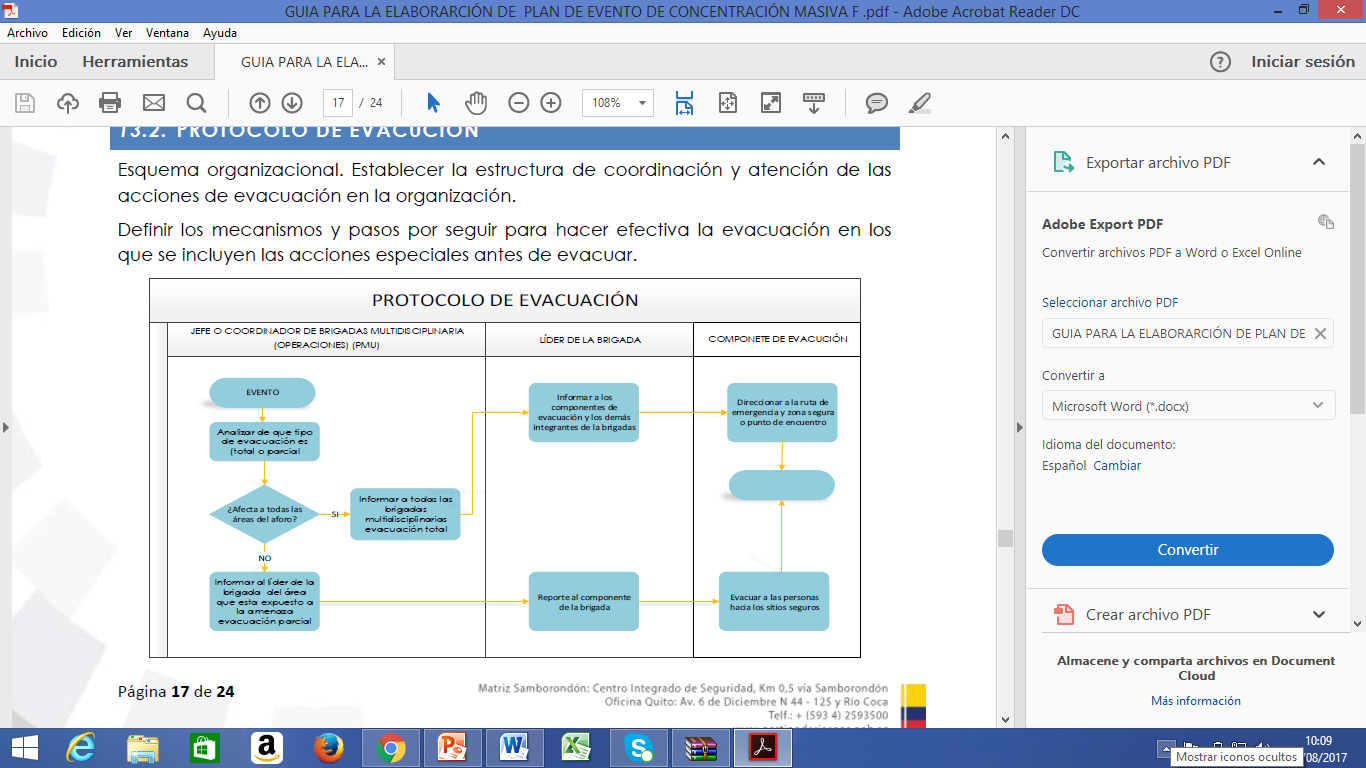 GUIA PARA LA ELABORARCIÓN DE  PLAN DE EVENTO DE CONCENTRACIÓN MASIVA F .pdf - Adobe Acrobat Reader DC
Archivo Edición Ver Ventana Ayuda
Inicio Herramientas GUIA PARA LA ELA... × ? Iniciar sesión
17 / 24 108%
73.2. PROTOCOLO DE EVACUCIÓN
Esquema organizacional. Establecer la estructura de coordinación y atención de las
acciones de evacuación en la organización.
Definir los mecanismos y pasos por seguir para hacer efectiva la evacuación en los
que se incluyen las acciones especiales antes de evacuar.
PROTOCOLO DE EVACUACIÓN
JEFE O COORDINADOR DE BRIGADAS MULTIDISCIPLINARIA
(OPERACIONES) (PMU)
LÍDER DE LA BRIGADA
COMPONETE DE EVACUCIÓN
EVENTO
Analizar de que tipo
de evacuación es
(total o parcial
¿Afecta a todas las
áreas del aforo?
SI
Informar a todas las
brigadas
multidisciplinarias
evacuación total
NO
Informar al líder de la
brigada del área
que esta expuesto a
la amenaza
evacuación parcial
Informar a los
componentes de
evacuación y los demás
integrantes de la brigadas
Direccionar a la ruta de
emergencia y zona segura
o punto de encuentro
Reporte al componente
de la brigada
Evacuar a las personas
hacia los sitios seguros
Página 17 de 24
Matriz Samborondón: Centro Integrado de Seguridad, Km 0,5 vía Samborondón
Oficina Quito: Av. 6 de Diciembre N 44 - 125 y Río Coca
Telf.: + (593 4) 2593500
Exportar archivo PDF
Adobe Export PDF
Convertir archivos PDF a Word o Excel Online
Seleccionar archivo PDF
GUIA PARA LA ELABORARCIÓN DE PLAN DE
Convertir a
Microsoft Word (*.docx)
Idioma del documento:
Español Cambiar
Convertir
Crear archivo PDF
Almacene y comparta archivos en Document
Cloud
Más información
10:09
/08/2017
Mostrar iconos ocultos